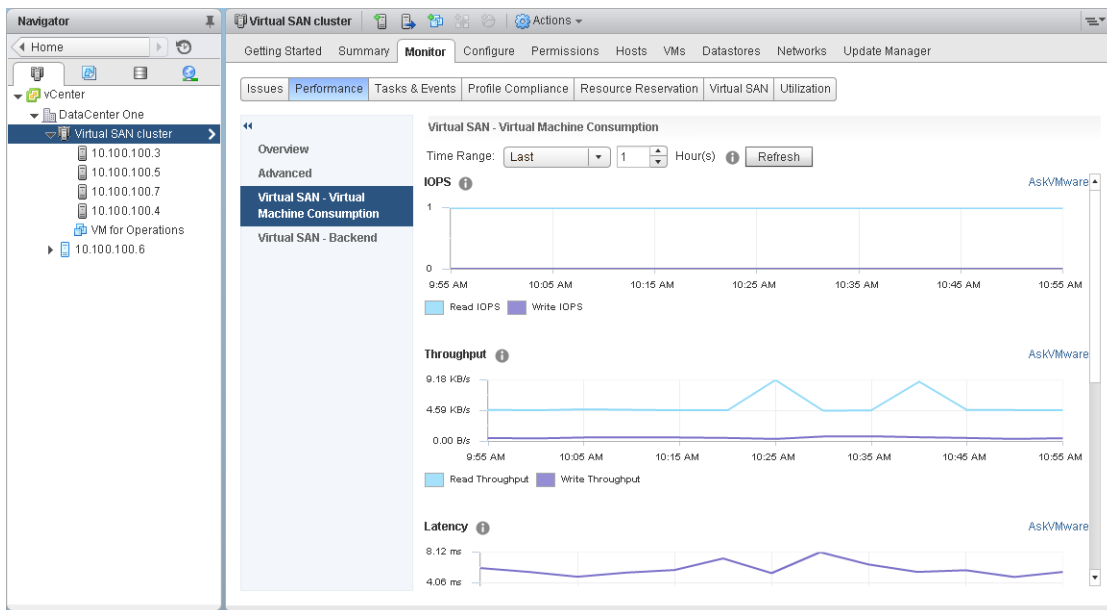 Navigator
Home
vCenter
DataCenter One
Virtual SAN cluster
10.100.100.3
10.100.100.5
10.100.100.7
10.100.100.4
VM for Operations
10.100.100.6
Virtual SAN cluster Actions
Getting Started Summary Monitor Configure Permissions Hosts VMs Datastores Networks Update Manager
Issues Performance Tasks & Events Profile Compliance Resource Reservation Virtual SAN Utilization
Overview
Advanced
Virtual SAN - Virtual
Machine Consumption
Virtual SAN - Backend
Virtual SAN - Virtual Machine Consumption
Time Range: Last 1 Hour(s) Refresh
IOPS AskVMware
1
0
9:55 AM 10:05 AM 10:15 AM 10:25 AM 10:35 AM 10:45 AM 10:55 AM
Read IOPS Write IOPS
Throughput AskVMware
9.18 KB/s
4.59 KB/s
0.00 B/s
9:55 AM 10:05 AM 10:15 AM 10:25 AM 10:35 AM 10:45 AM 10:55 AM
Read Throughput Write Throughput
Latency AskVMware
8.12 ms
4.06 ms